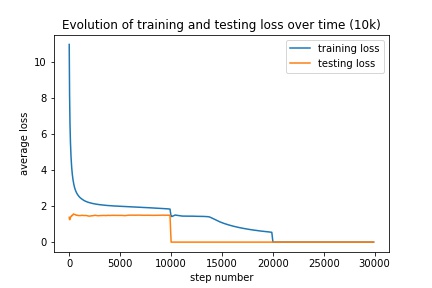 Evolution of training and testing loss over time (10k)
training loss
testing loss
10
8
6
4
2
0
average loss
0
5000
10000
15000
20000
25000
30000
step number